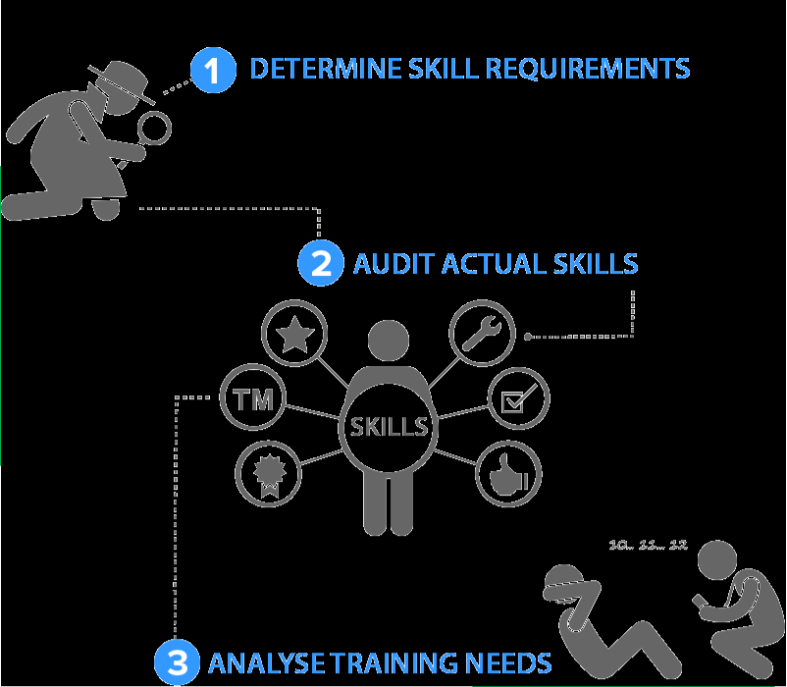 1 DETERMINE SKILL REQUIREMENTS
2 AUDIT ACTUAL SKILLS
TM
SKILLS
10... 11... 12
3 ANALYSE TRAINING NEEDS